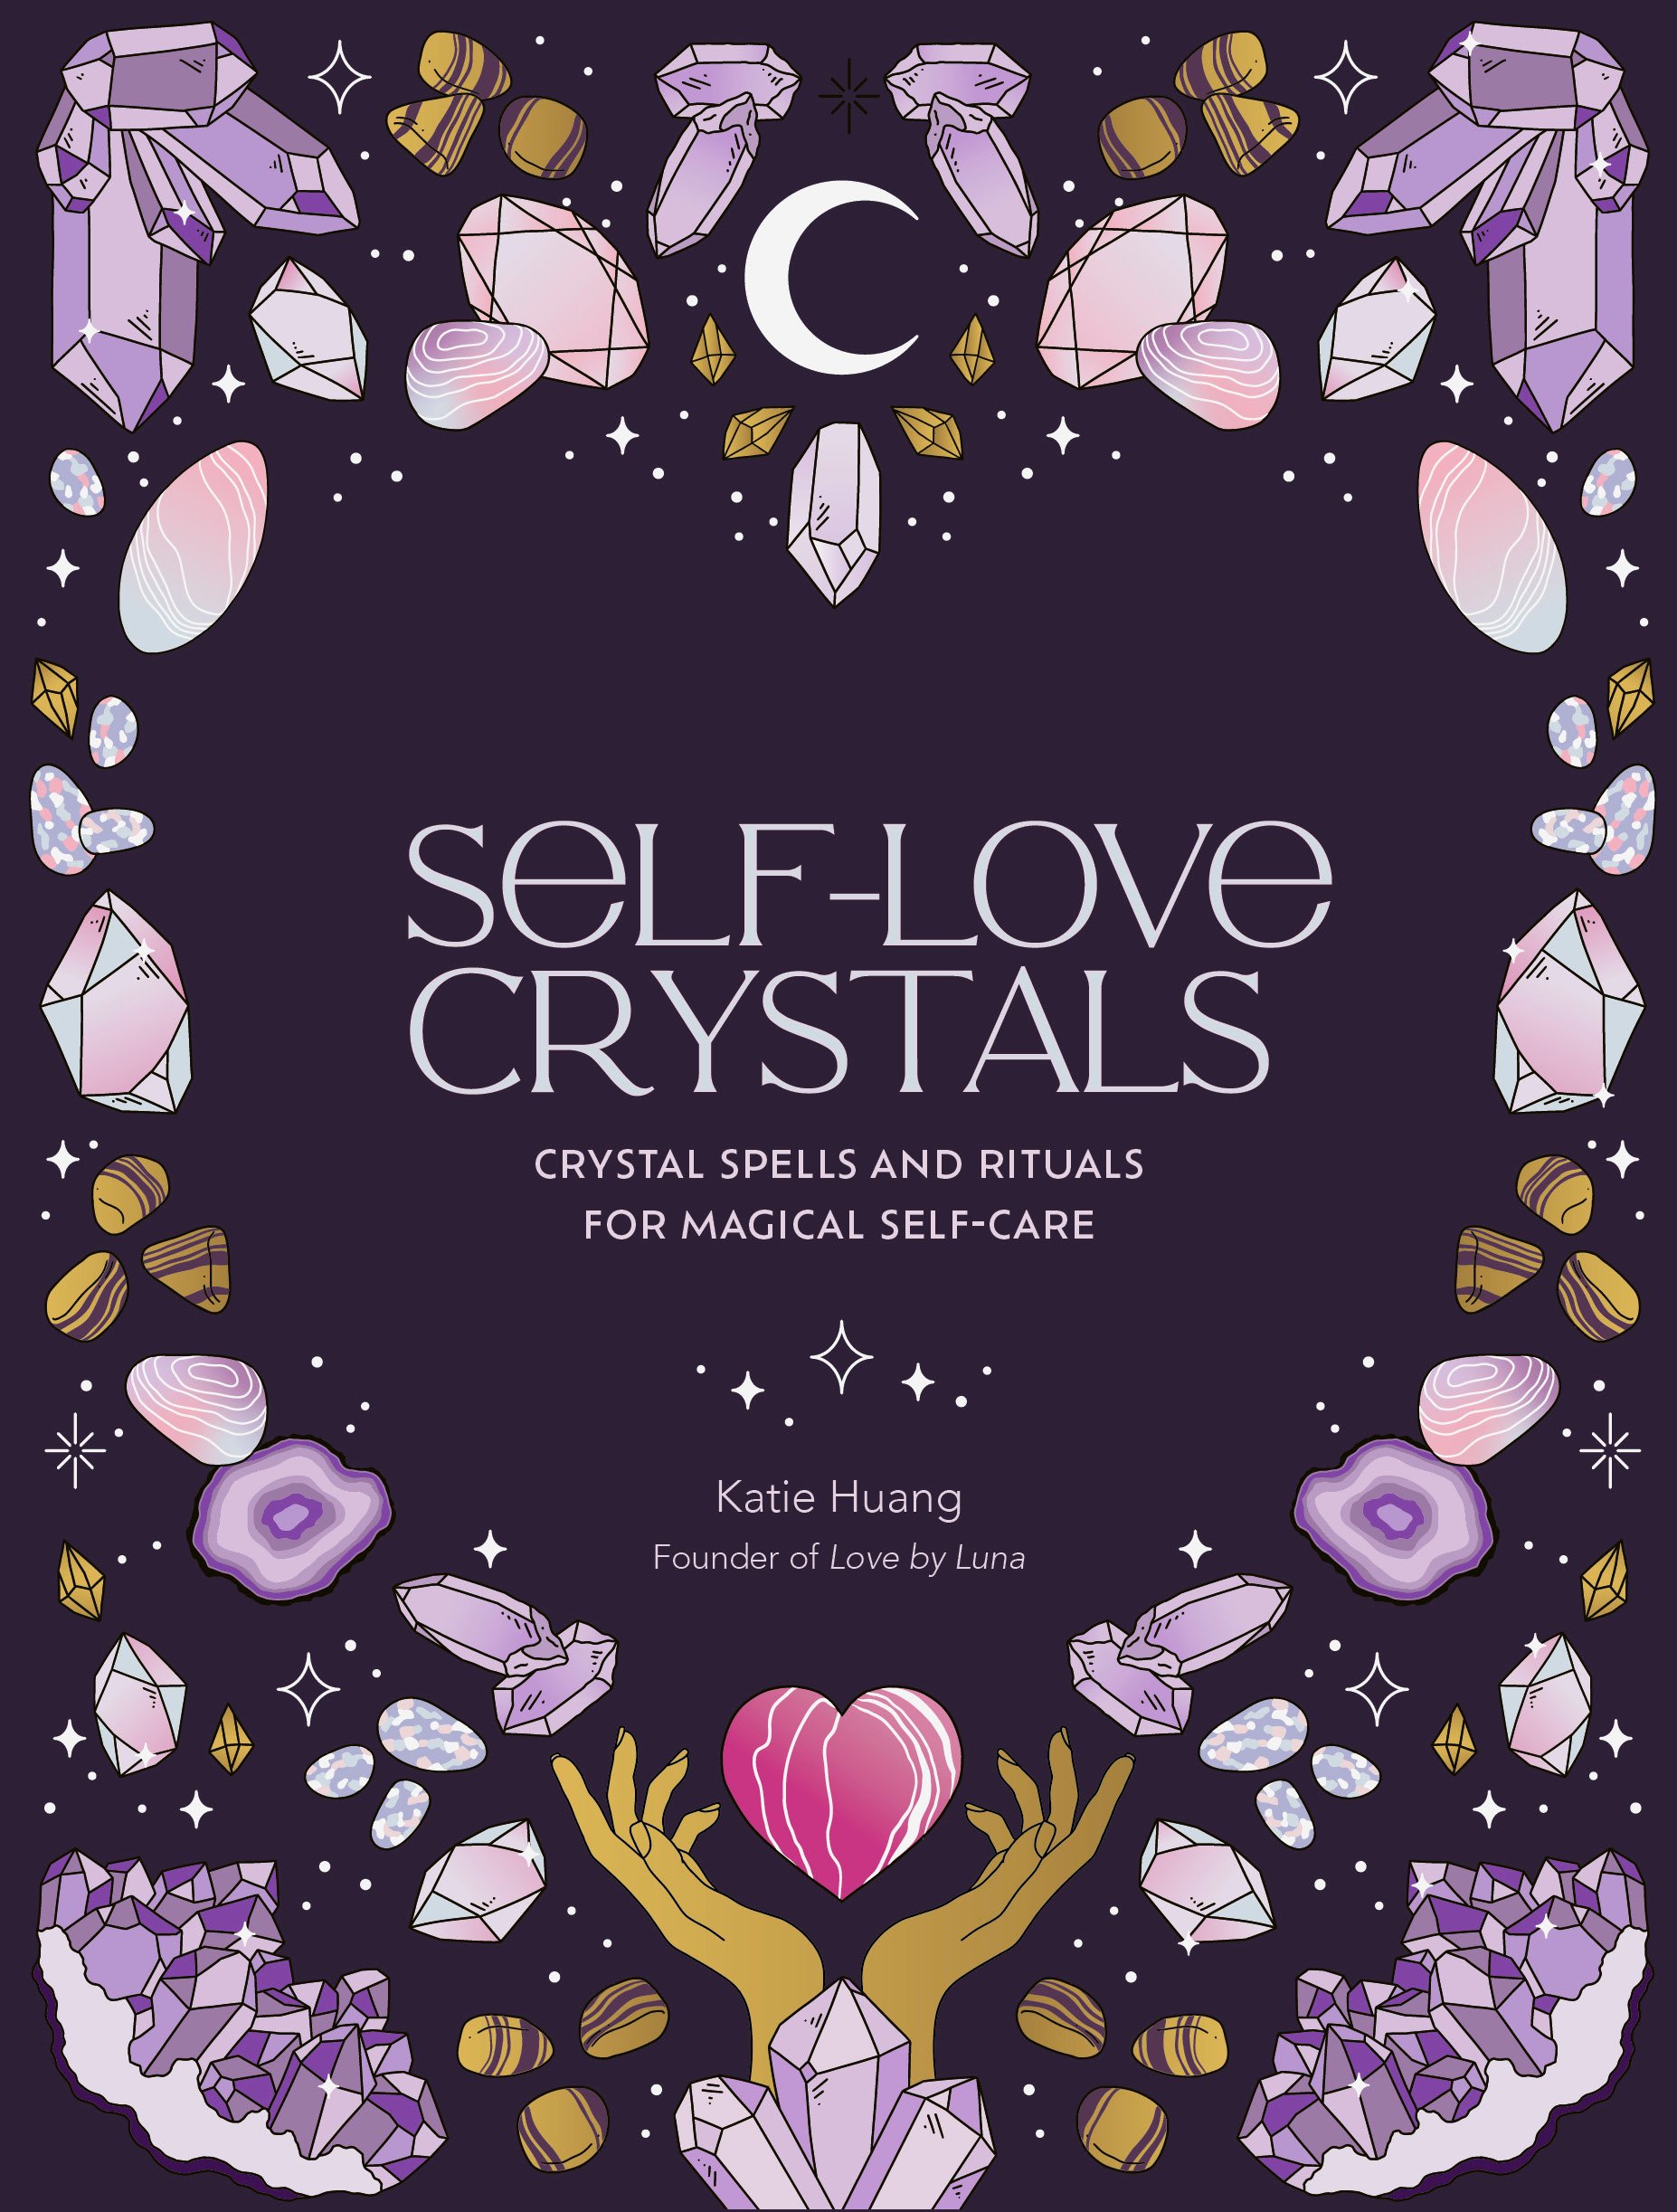 SeLF-LOVe
CRYSTALS
CRYSTAL SPELLS AND RITUALS
FOR MAGICAL SELF-CARE
Katie Huang
Founder of Love by Luna